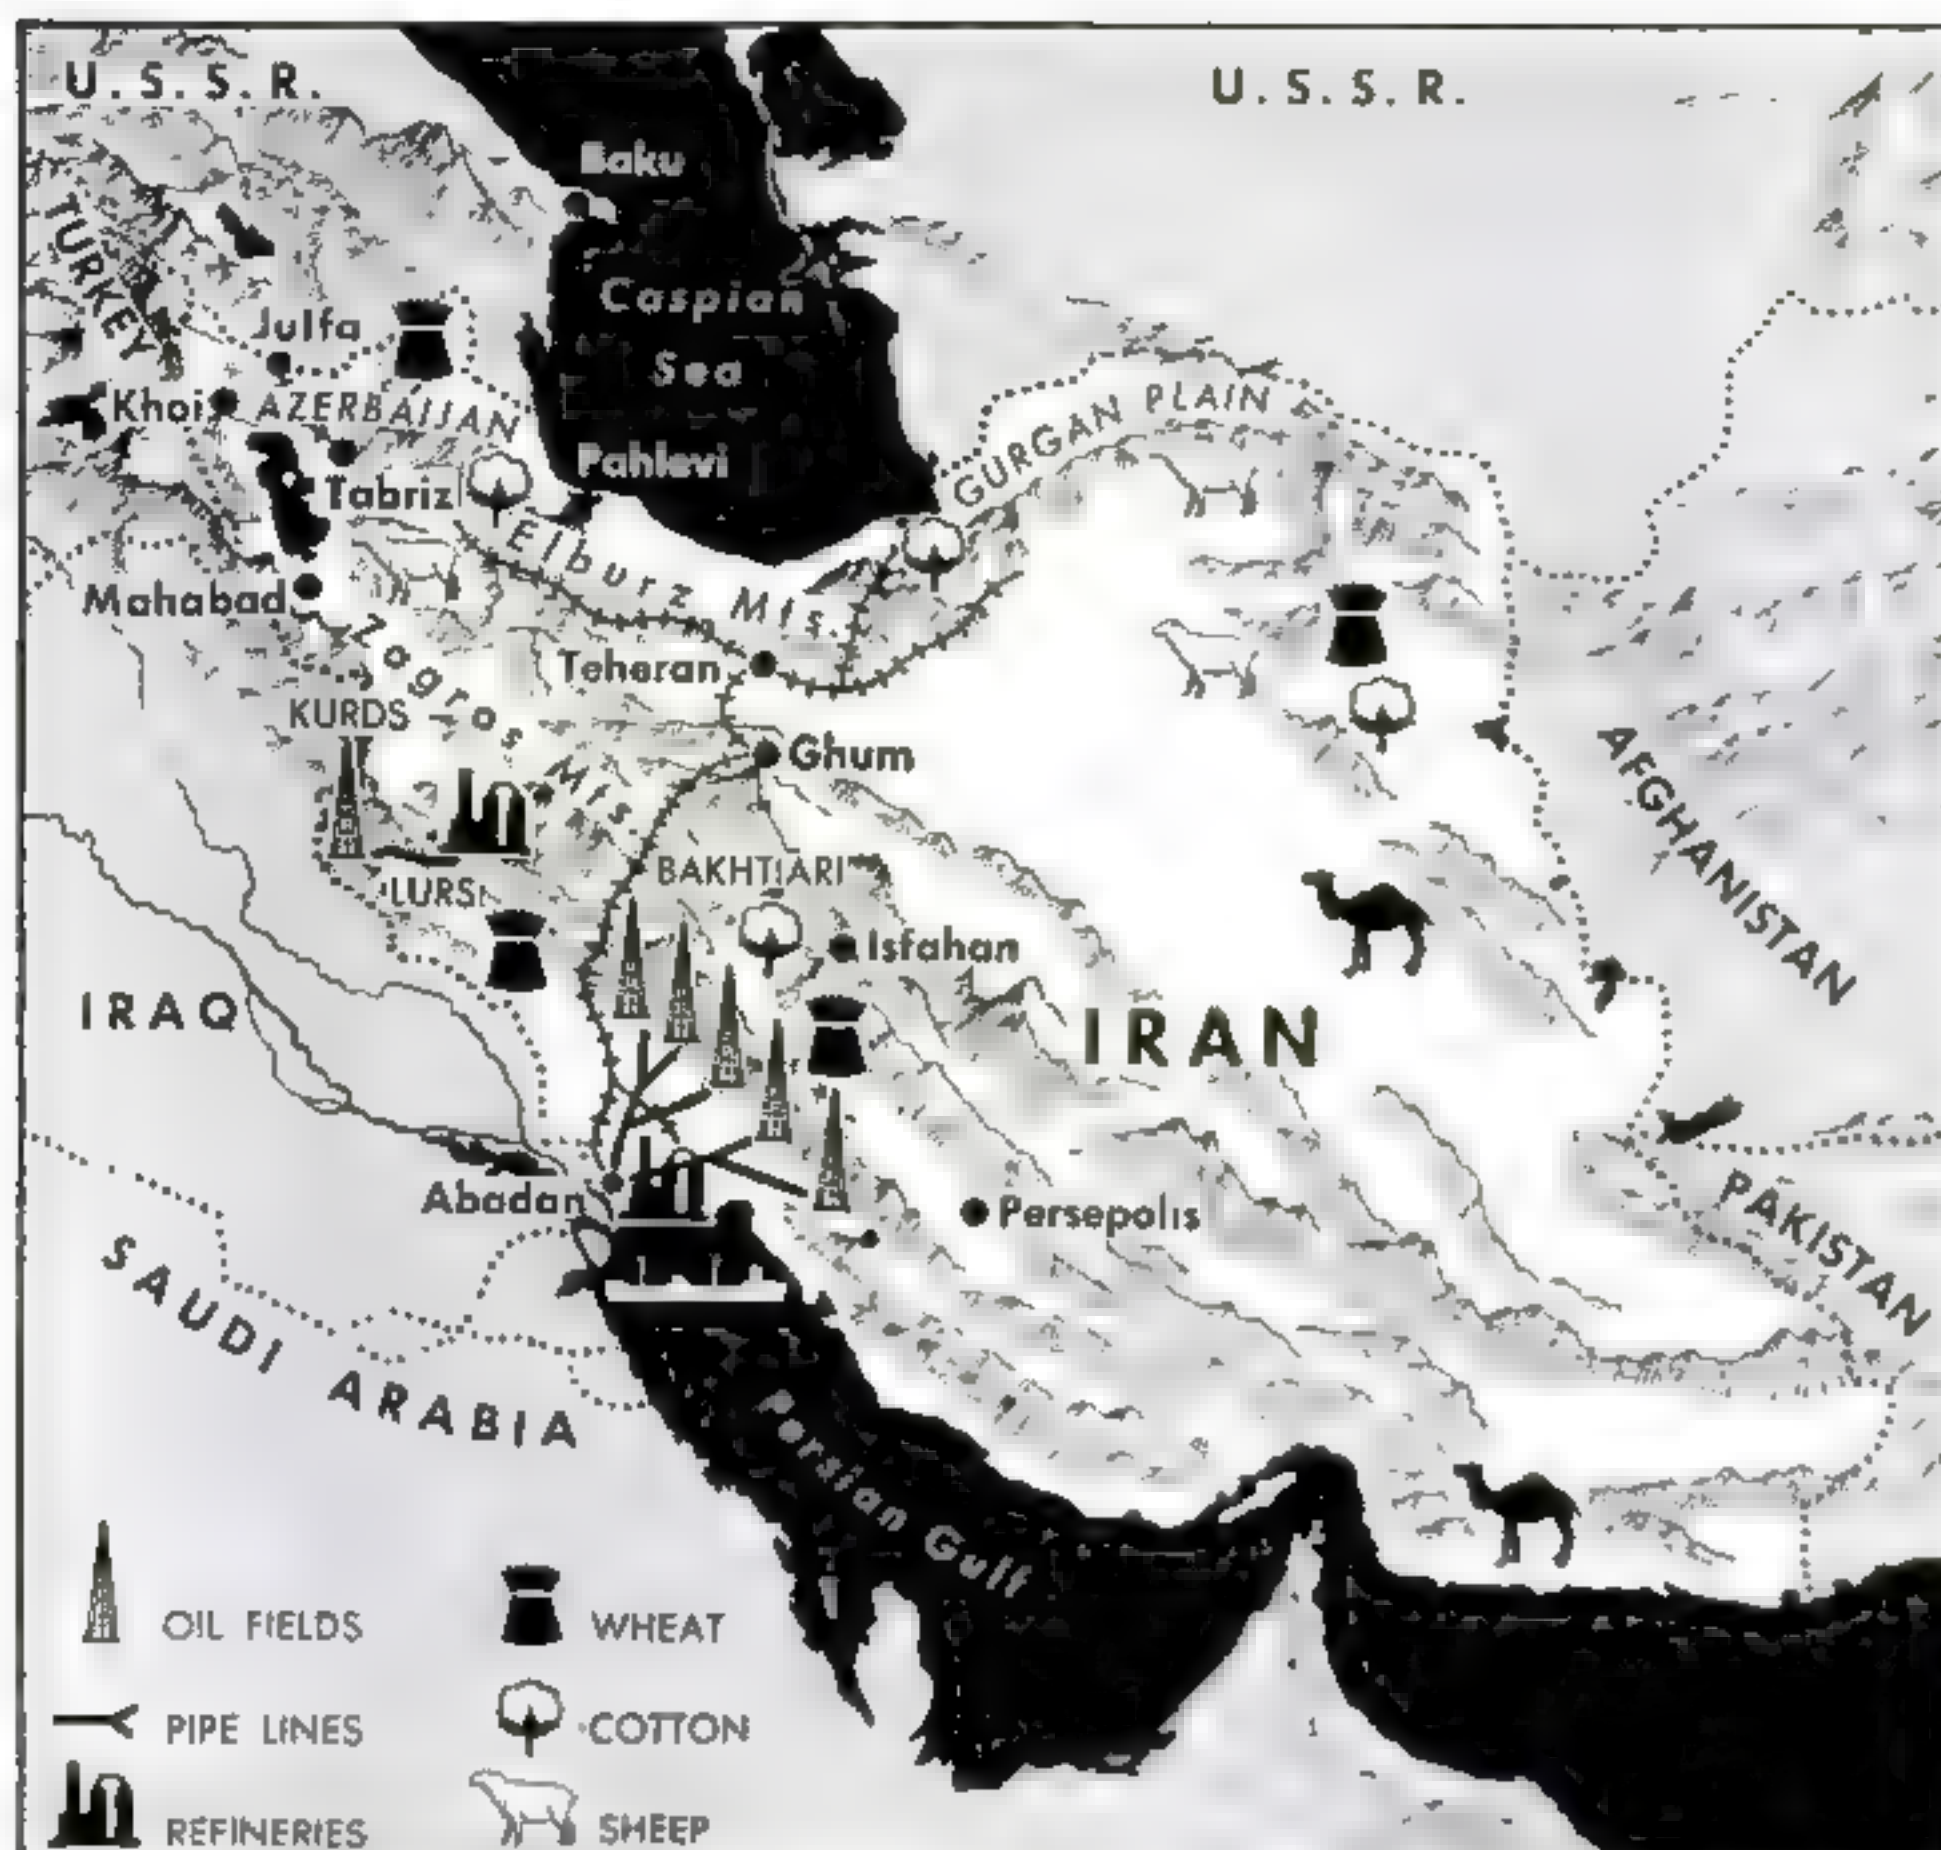 U.S.S.R.
U.S.S.R.
Baku
TURKEY
Caspian
Sea
Julfa
Khoi
AZERBAIJAN
GURGAN PLAIN
Pahlevi
Tabriz
Elburz Mts.
Mahabad
Zagros Mts.
Teheran
KURDS
Ghum
AFGHANISTAN
BAKHTIARI
LURS
Isfahan
IRAQ
IRAN
Abadan
Persepolis
PAKISTAN
SAUDI ARABIA
Persian Gulf
OIL FIELDS
WHEAT
PIPE LINES
COTTON
REFINERIES
SHEEP